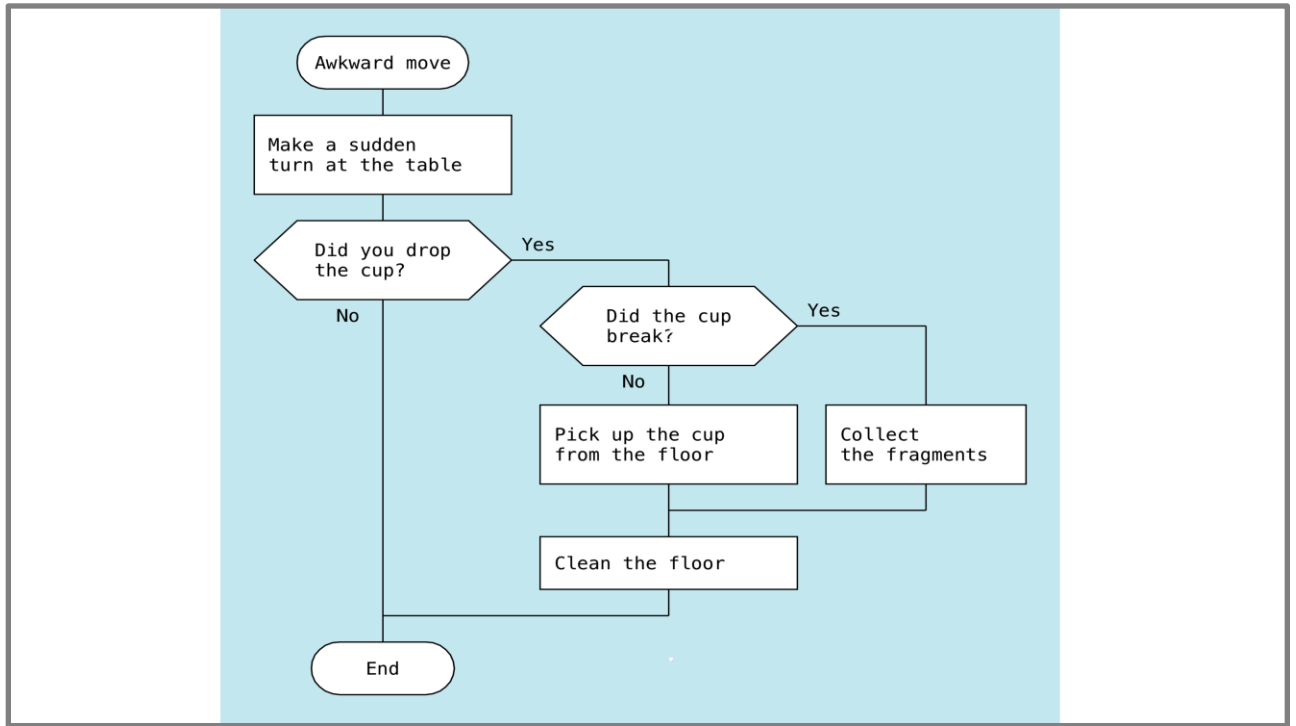 Awkward move
Make a sudden
turn at the table
Did you drop
the cup?
Yes
No
Did the cup
break?
Yes
No
Pick up the cup
from the floor
Collect
the fragments
Clean the floor
End